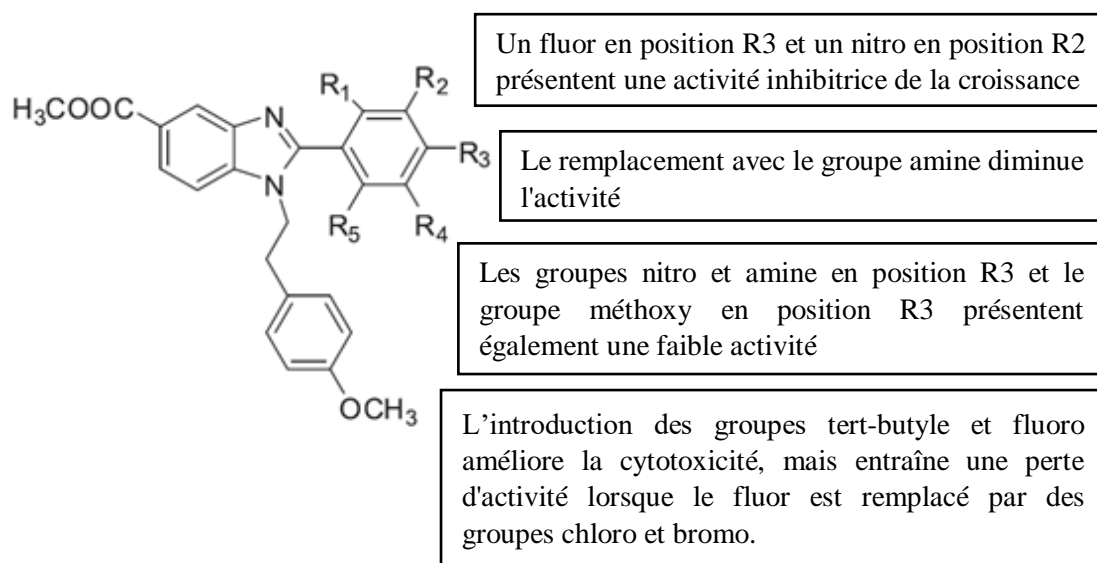 Un fluor en position R3 et un nitro en position R2
présentent une activité inhibitrice de la croissance
R1
R2
H3COOC
N
R3
N
R5
R4
Le remplacement avec le groupe amine diminue
l'activité
Les groupes nitro et amine en position R3 et le
groupe méthoxy en position R3 présentent
également une faible activité
OCH3
L’introduction des groupes tert-butyle et fluoro
améliore la cytotoxicité, mais entraîne une perte
d'activité lorsque le fluor est remplacé par des
groupes chloro et bromo.